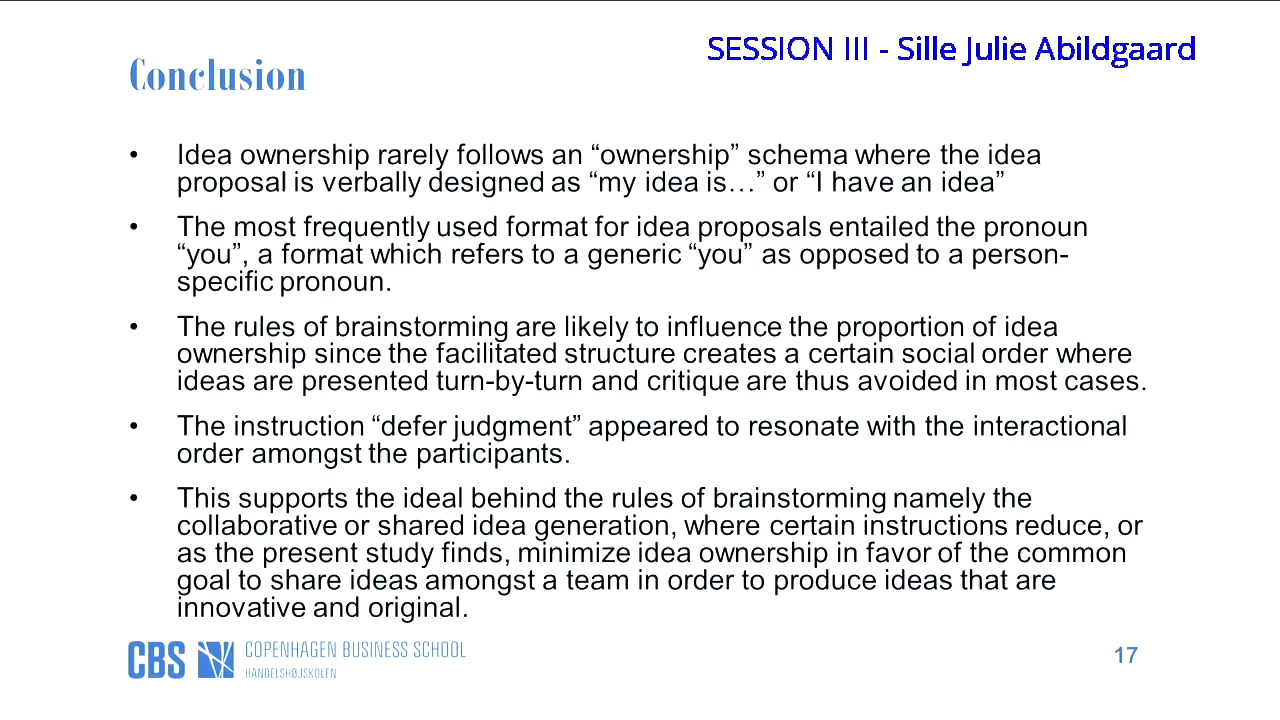 SESSION III - Sille Julie Abildgaard
Conclusion
• Idea ownership rarely follows an “ownership” schema where the idea
proposal is verbally designed as “my idea is…” or “I have an idea”
• The most frequently used format for idea proposals entailed the pronoun
“you”, a format which refers to a generic “you” as opposed to a person-
specific pronoun.
• The rules of brainstorming are likely to influence the proportion of idea
ownership since the facilitated structure creates a certain social order where
ideas are presented turn-by-turn and critique are thus avoided in most cases.
• The instruction “defer judgment” appeared to resonate with the interactional
order amongst the participants.
• This supports the ideal behind the rules of brainstorming namely the
collaborative or shared idea generation, where certain instructions reduce, or
as the present study finds, minimize idea ownership in favor of the common
goal to share ideas amongst a team in order to produce ideas that are
innovative and original.
CBS COPENHAGEN BUSINESS SCHOOL
HANDELSHØJSKOLEN
17